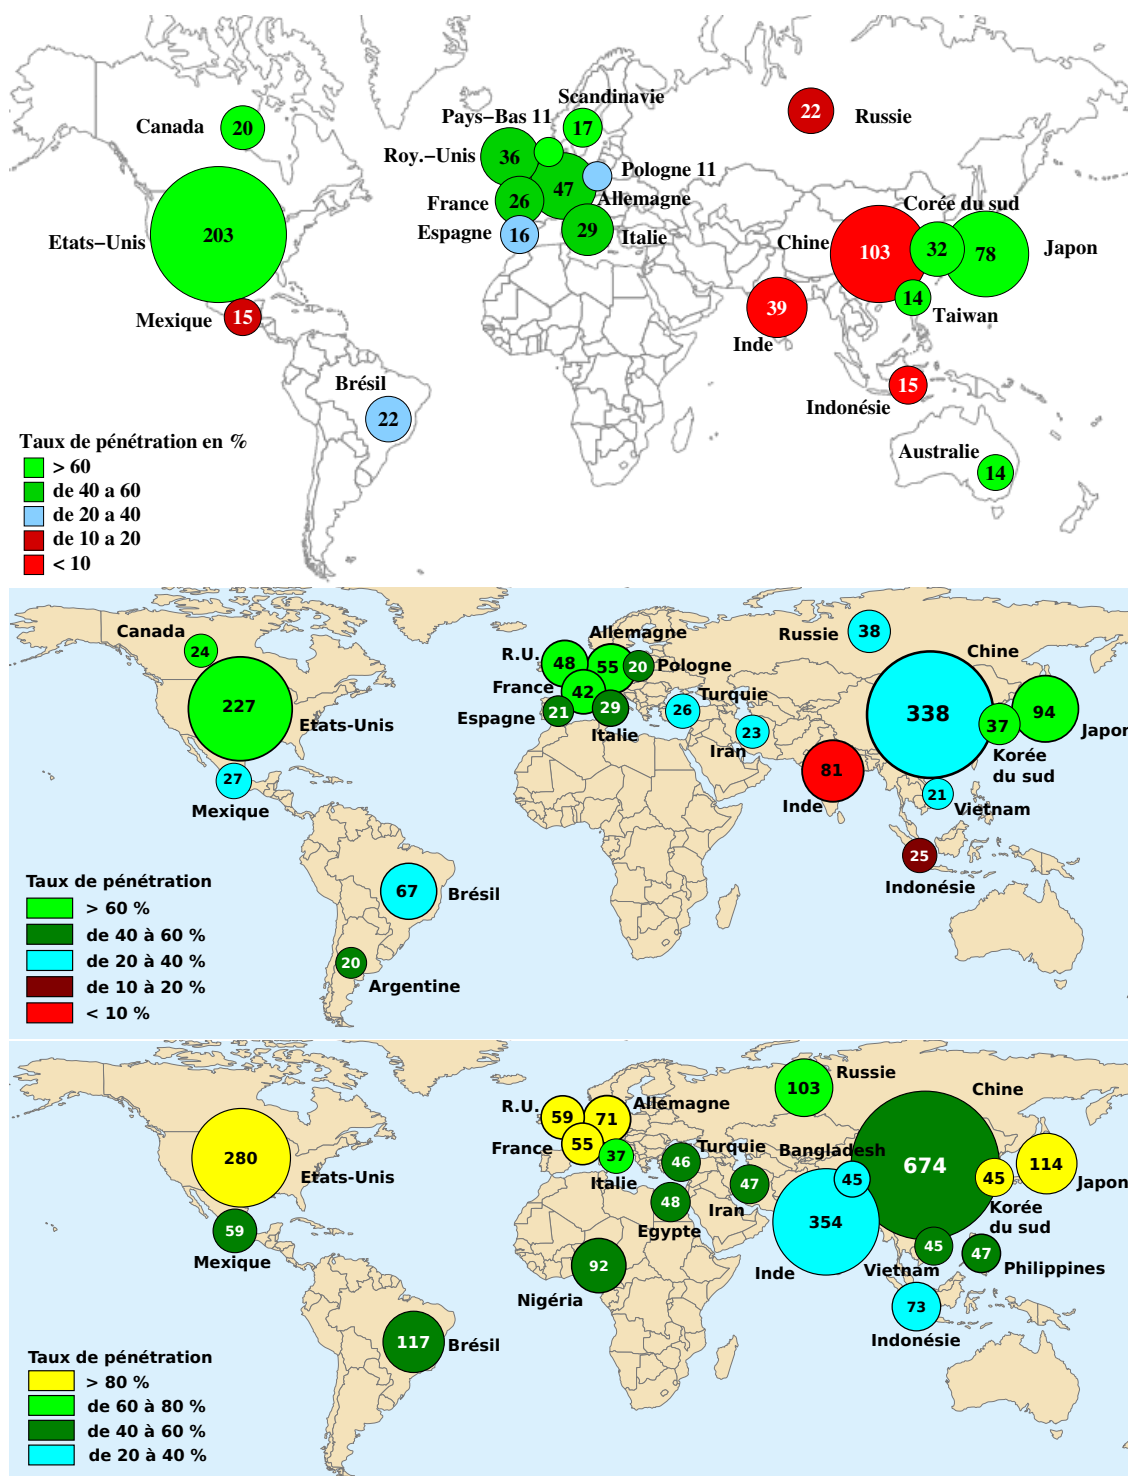 Scandinavie
Canada
20
Pays-Bas 11
17
22
Russie
Roy.-Unis
36
Pologne 11
47
Allemagne
France
26
Espagne
16
29
Italie
Etats-Unis
203
Corée du sud
Chine
103
32
78
Japon
14
Taiwan
Mexique
15
39
Inde
15
Indonésie
Brésil
22
Australie
14
Taux de pénétration en %
> 60
de 40 a 60
de 20 a 40
de 10 a 20
< 10
Canada
24
Allemagne
R.U.
48
55
20
Pologne
Russie
38
Chine
France
42
Turquie
26
Espagne
21
29
Italie
23
Iran
227
Etats-Unis
338
37
94
Japon
Korée
du sud
27
Mexique
81
Inde
21
Vietnam
25
Indonésie
67
Brésil
20
Argentine
Taux de pénétration
> 60 %
de 40 à 60 %
de 20 à 40 %
de 10 à 20 %
< 10 %
103
Russie
Chine
R.U.
59
71
Allemagne
France
55
37
Italie
Turquie
46
Bangladesh
45
280
Etats-Unis
674
45
114
Japon
Korée
du sud
47
Iran
48
Egypte
59
Mexique
354
Inde
45
Vietnam
47
Philippines
92
Nigéria
73
Indonésie
117
Brésil
Taux de pénétration
> 80 %
de 60 à 80 %
de 40 à 60 %
de 20 à 40 %